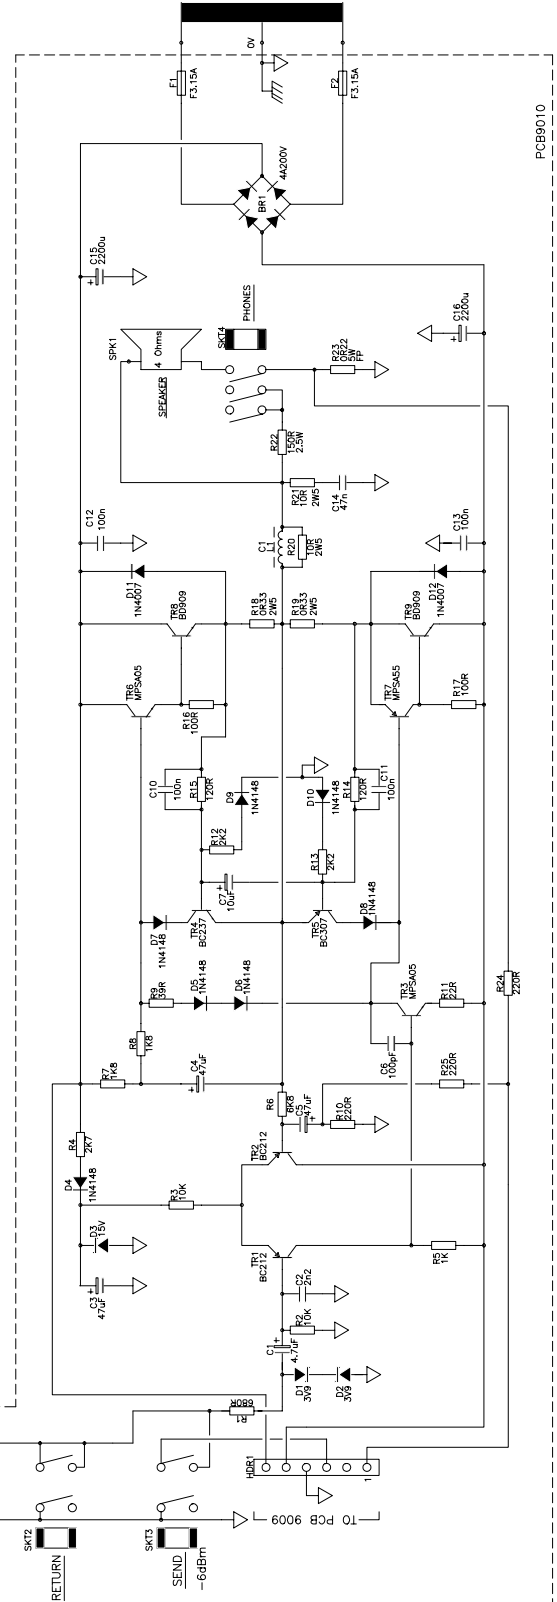 0V
F1
F3.15A
F2
F3.15A
PCB9010
4A200V
BR1
C15
2200u
+
SPK1
4 Ohms
SPEAKER
SKT4
PHONES
C16
2200u
+
R23
0R22
5W
FP
R22
150R
2.5W
R21
10R
2W5
C14
47n
C12
100n
C13
100n
L1
R20
10R
2W5
D11
1N4007
TR8
BD909
R18
0R33
2W5
R19
0R33
2W5
D12
1N4007
TR9
BD909
TR6
MPSA05
R16
100R
TR7
MPSA55
R17
100R
C10
100n
R15
120R
D9
1N4148
D10
1N4148
R14
120R
C11
100n
R12
2K2
R13
2K2
C7
10uF
+
D7
1N4148
TR4
BC237
TR5
BC307
D8
1N4148
R9
39R
D5
1N4148
D6
1N4148
TR3
MPSA05
R11
22R
R24
220R
R8
1K8
R7
1K8
C4
47uF
+
C6
100pF
R25
220R
R6
6K8
C5
47uF
+
R10
220R
R4
2K7
D4
1N4148
R3
10K
TR2
BC212
TR1
BC212
D3
15V
C3
47uF
+
R5
1K
C2
2n2
R2
10K
C1
4.7uF
+
D1
3V9
D2
3V9
R1
680R
HDR1
1
TO PCB 9009
SKT2
RETURN
SKT3
SEND
-6dBm